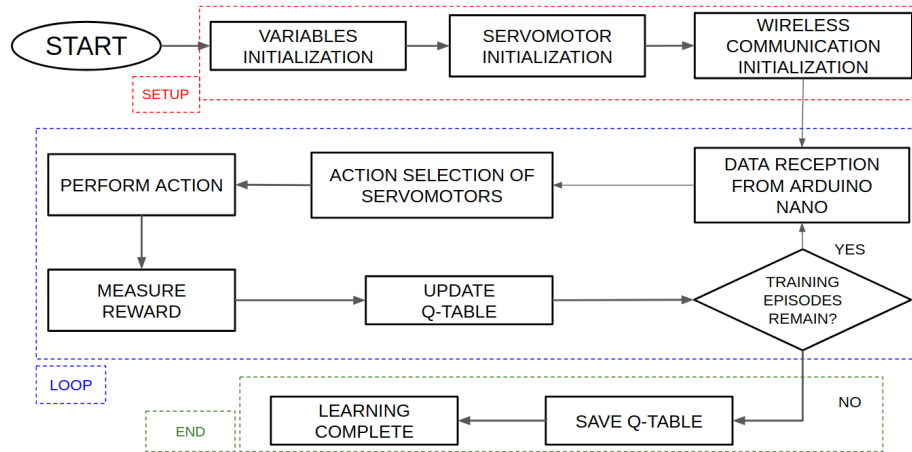 START
VARIABLES
INITIALIZATION
SERVOMOTOR
INITIALIZATION
WIRELESS
COMMUNICATION
INITIALIZATION
SETUP
PERFORM ACTION
ACTION SELECTION OF
SERVOMOTORS
DATA RECEPTION
FROM ARDUINO
NANO
YES
MEASURE
REWARD
UPDATE
Q-TABLE
TRAINING
EPISODES
REMAIN?
LOOP
NO
END
LEARNING
COMPLETE
SAVE Q-TABLE